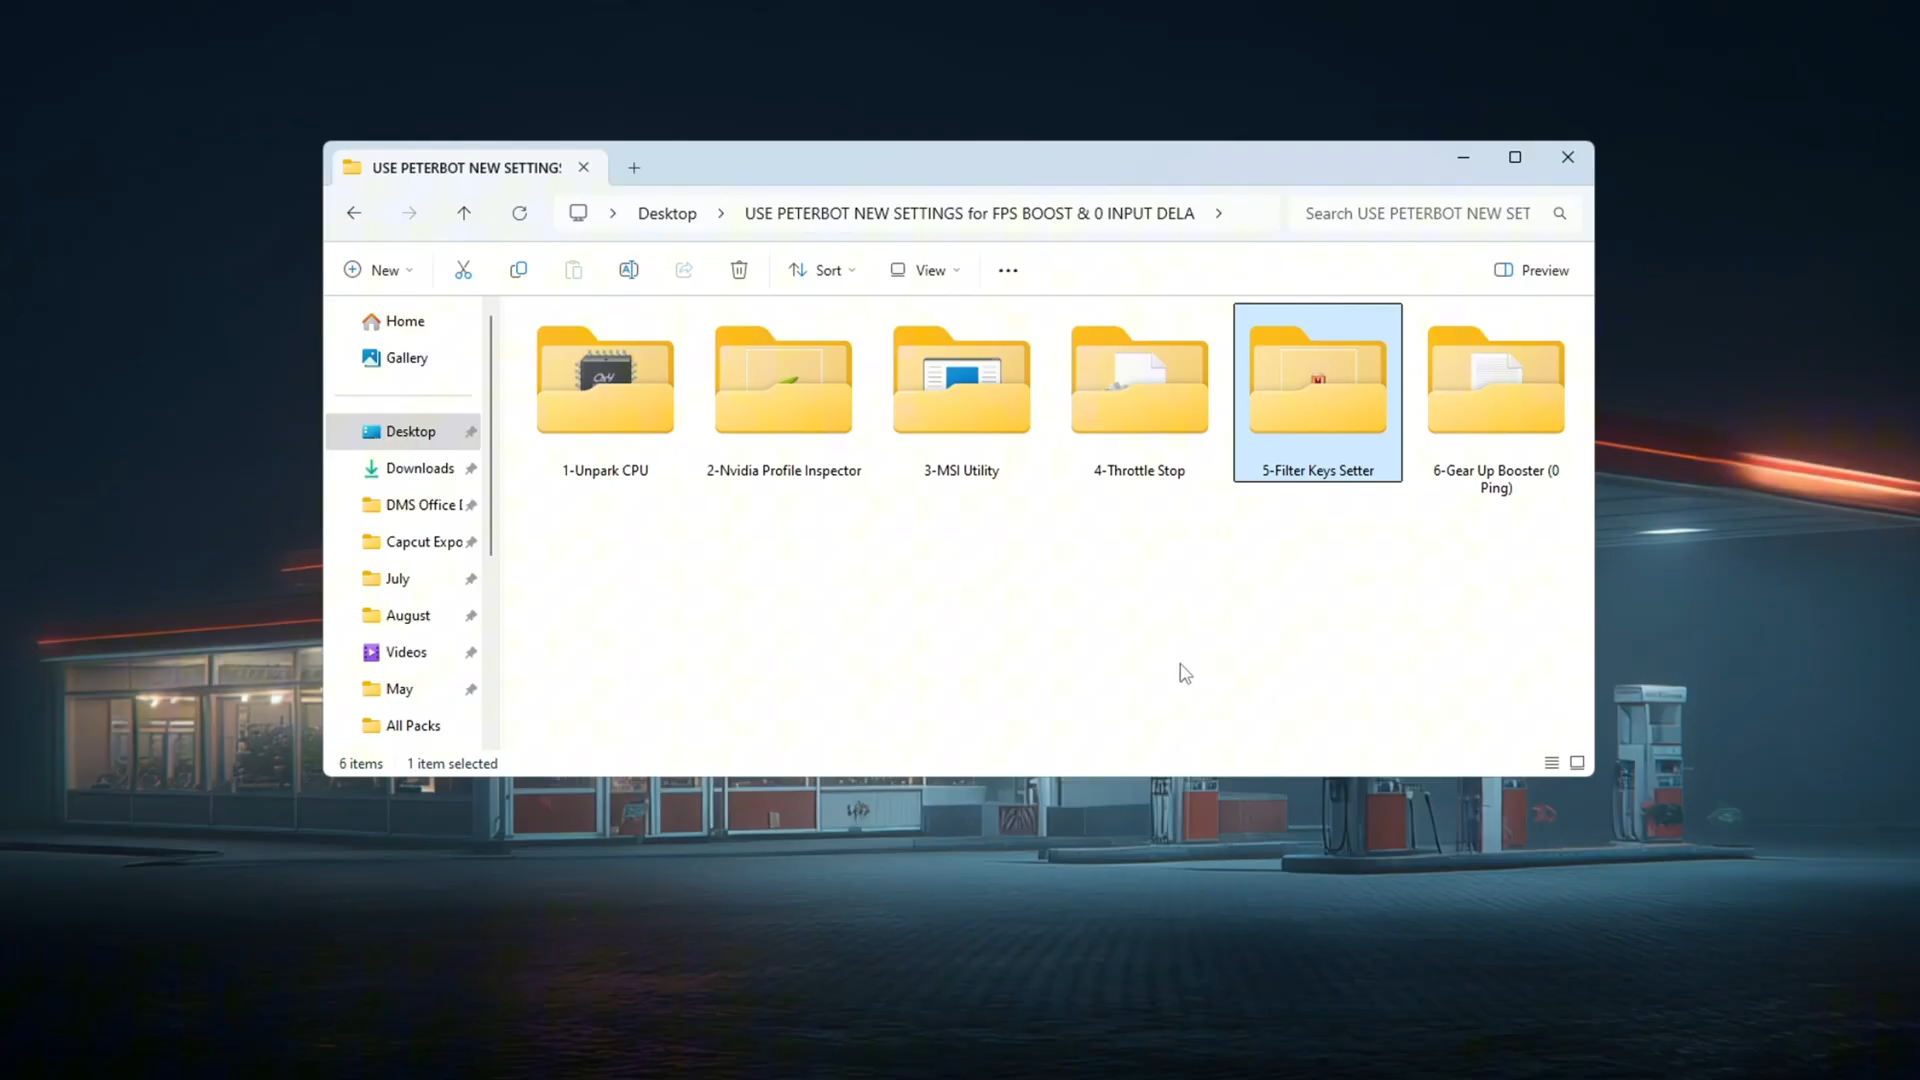 USE PETERBOT NEW SETTINGS
Desktop
USE PETERBOT NEW SETTINGS for FPS BOOST & 0 INPUT DELA
Search USE PETERBOT NEW SET
New
Sort
View
Preview
Home
Gallery
Desktop
Downloads
DMS Office D
Capcut Expo
July
August
Videos
May
All Packs
1-Unpark CPU
2-Nvidia Profile Inspector
3-MSI Utility
4-Throttle Stop
5-Filter Keys Setter
6-Gear Up Booster (0
Ping)
6 items
1 item selected